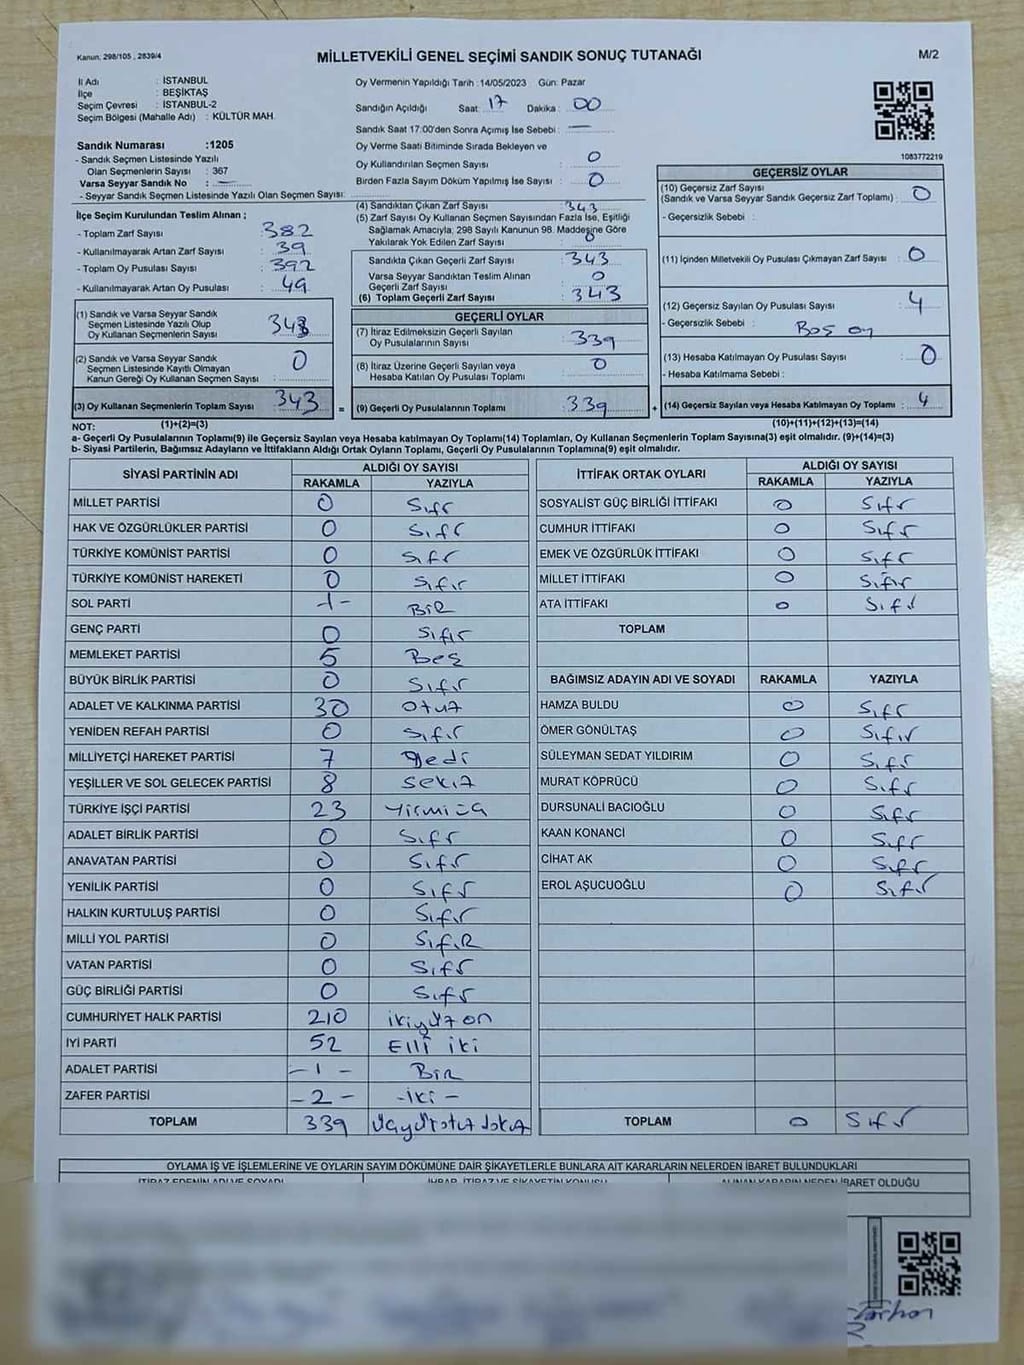 Kanun: 298/105 , 2839/4
MİLLETVEKİLİ GENEL SEÇİMİ SANDIK SONUÇ TUTANAĞI
M/2
İl Adı : İSTANBUL
İlçe : BEŞİKTAŞ
Seçim Çevresi : İSTANBUL-2
Seçim Bölgesi (Mahalle Adı) : KÜLTÜR MAH.
Sandık Numarası :1205
- Sandık Seçmen Listesinde Yazılı
Olan Seçmenlerin Sayısı : 367
Varsa Seyyar Sandık No : —
- Seyyar Sandık Seçmen Listesinde Yazılı Olan Seçmen Sayısı:
Oy Vermenin Yapıldığı Tarih :14/05/2023 Gün: Pazar
Sandığın Açıldığı Saat: 17 Dakika : 00
Sandık Saat 17:00'den Sonra Açımış İse Sebebi : —
Oy Verme Saati Bitiminde Sırada Bekleyen ve
Oy Kullandırılan Seçmen Sayısı : 0
Birden Fazla Sayım Döküm Yapılmış İse Sayısı : 0
1083772219
İlçe Seçim Kurulundan Teslim Alınan ;
- Toplam Zarf Sayısı : 382
- Kullanılmayarak Artan Zarf Sayısı : 39
- Toplam Oy Pusulası Sayısı : 392
- Kullanılmayarak Artan Oy Pusulası : 49
(1) Sandık ve Varsa Seyyar Sandık
Seçmen Listesinde Yazılı Olup
Oy Kullanan Seçmenlerin Sayısı : 343
(2) Sandık ve Varsa Seyyar Sandık
Seçmen Listesinde Kayıtlı Olmayan
Kanun Gereği Oy Kullanan Seçmen Sayısı : 0
(3) Oy Kullanan Seçmenlerin Toplam Sayısı : 343 =
(1)+(2)=(3)
(4) Sandıktan Çıkan Zarf Sayısı : 343
(5) Zarf Sayısı Oy Kullanan Seçmen Sayısından Fazla İse, Eşitliği
Sağlamak Amacıyla; 298 Sayılı Kanunun 98. Maddesine Göre
Yakılarak Yok Edilen Zarf Sayısı : 0
Sandıkta Çıkan Geçerli Zarf Sayısı : 343
Varsa Seyyar Sandıktan Teslim Alınan
Geçerli Zarf Sayısı : 0
(6) Toplam Geçerli Zarf Sayısı : 343
GEÇERLİ OYLAR
(7) İtiraz Edilmeksizin Geçerli Sayılan
Oy Pusulalarının Sayısı : 339
(8) İtiraz Üzerine Geçerli Sayılan veya
Hesaba Katılan Oy Pusulası Toplamı : 0
(9) Geçerli Oy Pusulalarının Toplamı : 339 +
GEÇERSİZ OYLAR
(10) Geçersiz Zarf Sayısı
(Sandık ve Varsa Seyyar Sandık Geçersiz Zarf Toplamı) : 0
- Geçersizlik Sebebi :
(11) İçinden Milletvekili Oy Pusulası Çıkmayan Zarf Sayısı : 0
(12) Geçersiz Sayılan Oy Pusulası Sayısı : 4
- Geçersizlik Sebebi : Boş oy
(13) Hesaba Katılmayan Oy Pusulası Sayısı : 0
- Hesaba Katılmama Sebebi :
(14) Geçersiz Sayılan veya Hesaba Katılmayan Oy Toplamı : 4
(10)+(11)+(12)+(13)=(14)
NOT:
a- Geçerli Oy Pusulalarının Toplamı(9) ile Geçersiz Sayılan veya Hesaba katılmayan Oy Toplamı(14) Toplamları, Oy Kullanan Seçmenlerin Toplam Sayısına(3) eşit olmalıdır. (9)+(14)=(3)
b- Siyasi Partilerin, Bağımsız Adayların ve İttifakların Aldığı Ortak Oyların Toplamı, Geçerli Oy Pusulalarının Toplamına(9) eşit olmalıdır.
SİYASİ PARTİNİN ADI ALDIĞI OY SAYISI
RAKAMLA YAZIYLA
MİLLET PARTİSİ 0 Sıfır
HAK VE ÖZGÜRLÜKLER PARTİSİ 0 Sıfır
TÜRKİYE KOMÜNİST PARTİSİ 0 Sıfır
TÜRKİYE KOMÜNİST HAREKETİ 0 Sıfır
SOL PARTİ -1- BİR
GENÇ PARTİ 0 Sıfır
MEMLEKET PARTİSİ 5 Beş
BÜYÜK BİRLİK PARTİSİ 0 Sıfır
ADALET VE KALKINMA PARTİSİ 30 otuz
YENİDEN REFAH PARTİSİ 0 Sıfır
MİLLİYETÇİ HAREKET PARTİSİ 7 yedi
YEŞİLLER VE SOL GELECEK PARTİSİ 8 sekiz
TÜRKİYE İŞÇİ PARTİSİ 23 Yirmiüç
ADALET BİRLİK PARTİSİ 0 Sıfır
ANAVATAN PARTİSİ 0 Sıfır
YENİLİK PARTİSİ 0 Sıfır
HALKIN KURTULUŞ PARTİSİ 0 Sıfır
MİLLİ YOL PARTİSİ 0 Sıfır
VATAN PARTİSİ 0 Sıfır
GÜÇ BİRLİĞİ PARTİSİ 0 Sıfır
CUMHURİYET HALK PARTİSİ 210 ikiyüzon
İYİ PARTİ 52 Elli iki
ADALET PARTİSİ -1- BİR
ZAFER PARTİSİ -2- -iki-
TOPLAM 339 üçyüzotuzdokuz
İTTİFAK ORTAK OYLARI ALDIĞI OY SAYISI
RAKAMLA YAZIYLA
SOSYALİST GÜÇ BİRLİĞİ İTTİFAKI 0 Sıfır
CUMHUR İTTİFAKI 0 Sıfır
EMEK VE ÖZGÜRLÜK İTTİFAKI 0 Sıfır
MİLLET İTTİFAKI 0 Sıfır
ATA İTTİFAKI 0 Sıfır
TOPLAM
BAĞIMSIZ ADAYIN ADI VE SOYADI RAKAMLA YAZIYLA
HAMZA BULDU 0 Sıfır
ÖMER GÖNÜLTAŞ 0 Sıfır
SÜLEYMAN SEDAT YILDIRIM 0 Sıfır
MURAT KÖPRÜCÜ 0 Sıfır
DURSUNALİ BACIOĞLU 0 Sıfır
KAAN KONANCİ 0 Sıfır
CİHAT AK 0 Sıfır
EROL AŞUCUOĞLU 0 Sıfır
TOPLAM 0 Sıfır
OYLAMA İŞ VE İŞLEMLERİNE VE OYLARIN SAYIM DÖKÜMÜNE DAİR ŞİKAYETLERLE BUNLARA AİT KARARLARIN NELERDEN İBARET BULUNDUKLARI
İTİRAZ EDENİN ADI VE SOYADI İHBAR, İTİRAZ VE ŞİKAYETİN KONUSU ALINAN KARARIN NEDEN İBARET OLDUĞU